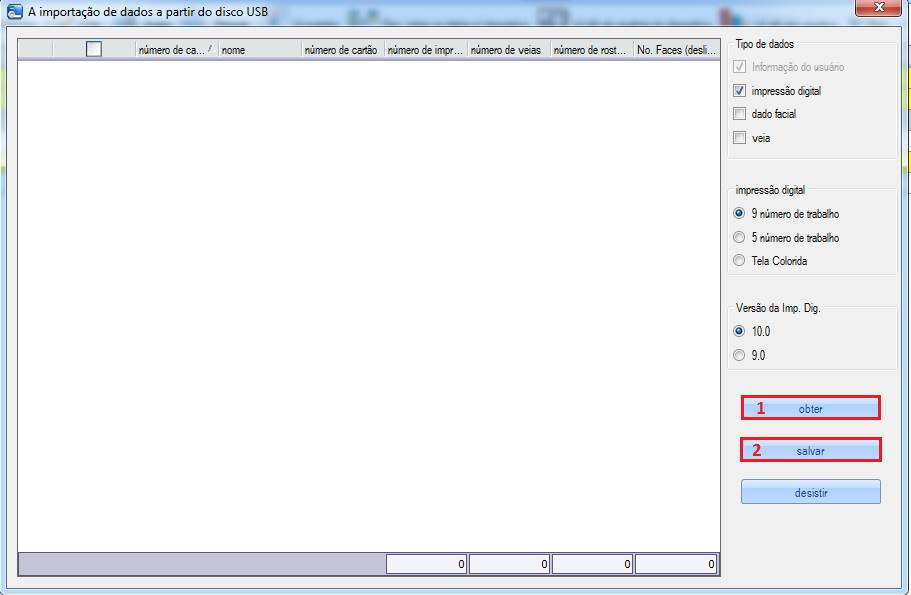 A importação de dados a partir do disco USB
número de ca... nome número de cartão número de impr... número de veias número de rost... No. Faces (desli...
Tipo de dados
Informação do usuário
impressão digital
dado facial
veia
impressão digital
9 número de trabalho
5 número de trabalho
Tela Colorida
Versão da Imp. Dig.
10.0
9.0
1 obter
2 salvar
desistir
0 0 0 0